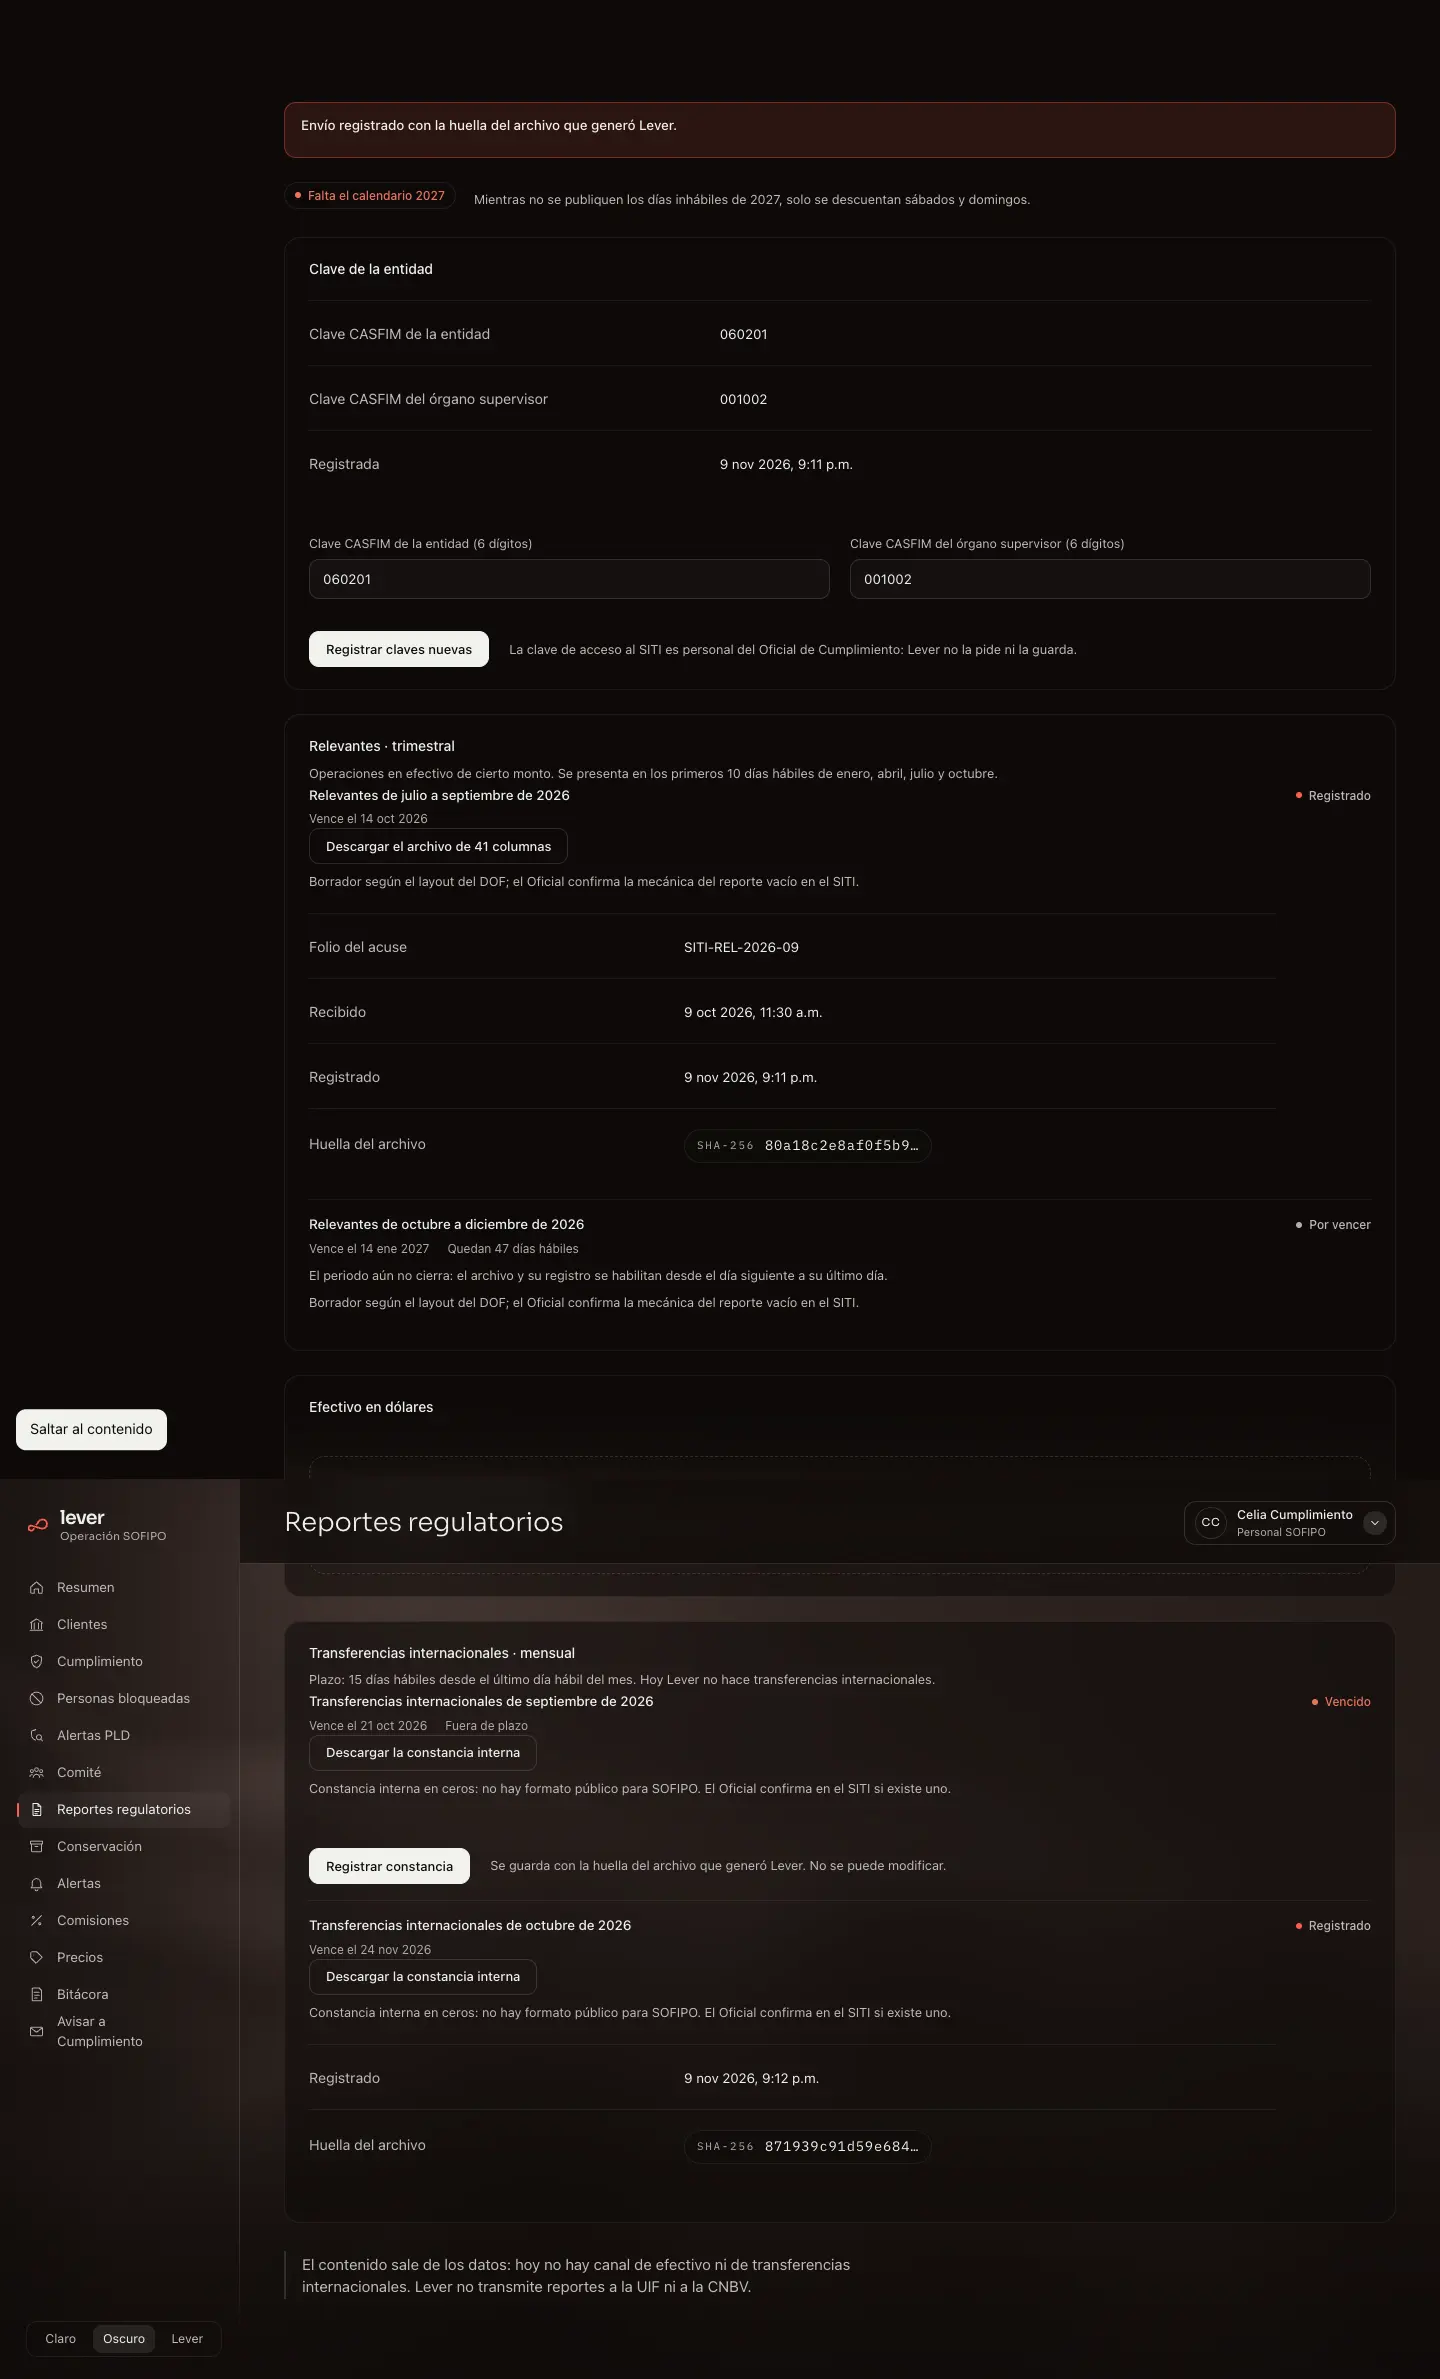 Envío registrado con la huella del archivo que generó Lever.
Falta el calendario 2027
Mientras no se publiquen los días inhábiles de 2027, solo se descuentan sábados y domingos.
Clave de la entidad
Clave CASFIM de la entidad
060201
Clave CASFIM del órgano supervisor
001002
Registrada
9 nov 2026, 9:11 p.m.
Clave CASFIM de la entidad (6 dígitos)
Clave CASFIM del órgano supervisor (6 dígitos)
060201
001002
Registrar claves nuevas
La clave de acceso al SITI es personal del Oficial de Cumplimiento: Lever no la pide ni la guarda.
Relevantes · trimestral
Operaciones en efectivo de cierto monto. Se presenta en los primeros 10 días hábiles de enero, abril, julio y octubre.
Relevantes de julio a septiembre de 2026
Registrado
Vence el 14 oct 2026
Descargar el archivo de 41 columnas
Borrador según el layout del DOF; el Oficial confirma la mecánica del reporte vacío en el SITI.
Folio del acuse
SITI-REL-2026-09
Recibido
9 oct 2026, 11:30 a.m.
Registrado
9 nov 2026, 9:11 p.m.
Huella del archivo
SHA-256 80a18c2e8af0f5b9…
Relevantes de octubre a diciembre de 2026
Por vencer
Vence el 14 ene 2027
Quedan 47 días hábiles
El periodo aún no cierra: el archivo y su registro se habilitan desde el día siguiente a su último día.
Borrador según el layout del DOF; el Oficial confirma la mecánica del reporte vacío en el SITI.
Efectivo en dólares
Saltar al contenido
lever
Operación SOFIPO
Resumen
Clientes
Cumplimiento
Personas bloqueadas
Alertas PLD
Comité
Reportes regulatorios
Conservación
Alertas
Comisiones
Precios
Bitácora
Avisar a
Cumplimiento
Claro
Oscuro
Lever
Reportes regulatorios
CC
Celia Cumplimiento
Personal SOFIPO
Transferencias internacionales · mensual
Plazo: 15 días hábiles desde el último día hábil del mes. Hoy Lever no hace transferencias internacionales.
Transferencias internacionales de septiembre de 2026
Vencido
Vence el 21 oct 2026
Fuera de plazo
Descargar la constancia interna
Constancia interna en ceros: no hay formato público para SOFIPO. El Oficial confirma en el SITI si existe uno.
Registrar constancia
Se guarda con la huella del archivo que generó Lever. No se puede modificar.
Transferencias internacionales de octubre de 2026
Registrado
Vence el 24 nov 2026
Descargar la constancia interna
Constancia interna en ceros: no hay formato público para SOFIPO. El Oficial confirma en el SITI si existe uno.
Registrado
9 nov 2026, 9:12 p.m.
Huella del archivo
SHA-256 871939c91d59e684…
El contenido sale de los datos: hoy no hay canal de efectivo ni de transferencias
internacionales. Lever no transmite reportes a la UIF ni a la CNBV.